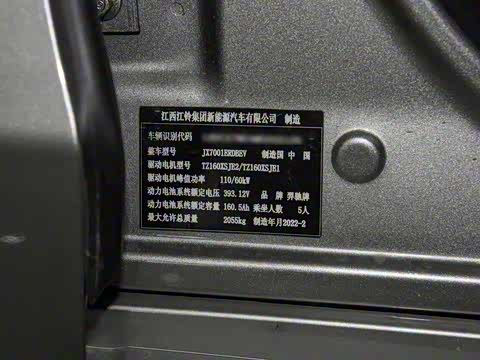 江西江铃集团新能源汽车有限公司 制造
车辆识别代码
整车型号 JX7001ERDBEV 制造国 中 国
驱动电机型号 TZ160XSJE2/TZ160XSJE1
驱动电机峰值功率 110/60kW
动力电池系统额定电压 393.12V 品 牌 羿驰牌
动力电池系统额定容量 160.5Ah 乘坐人数 5人
最大允许总质量 2055kg 制造年月2022-2